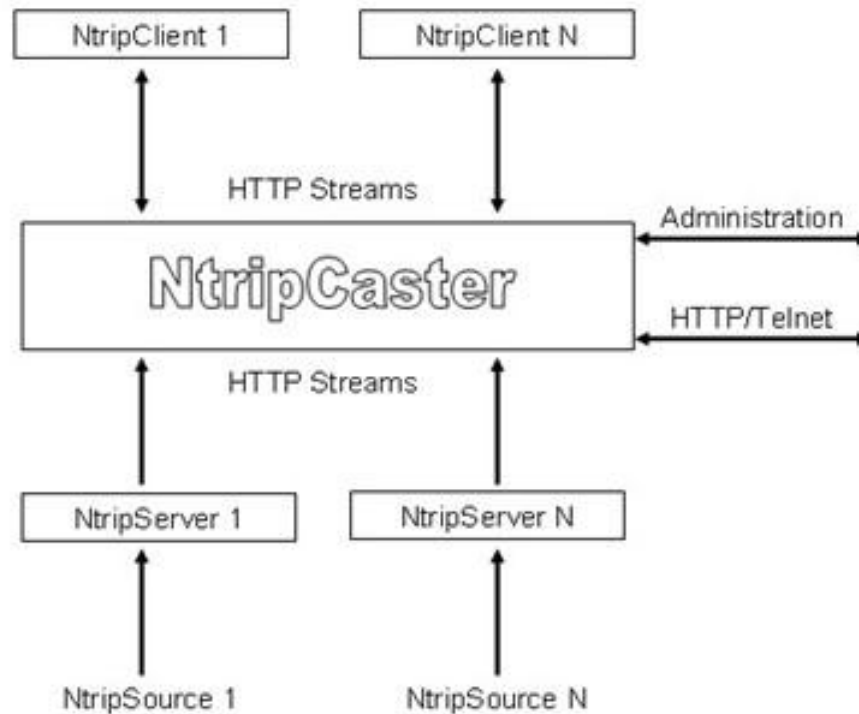 NtripClient 1
NtripClient N
HTTP Streams
Administration
NtripCaster
HTTP/Telnet
HTTP Streams
NtripServer 1
NtripServer N
NtripSource 1
NtripSource N